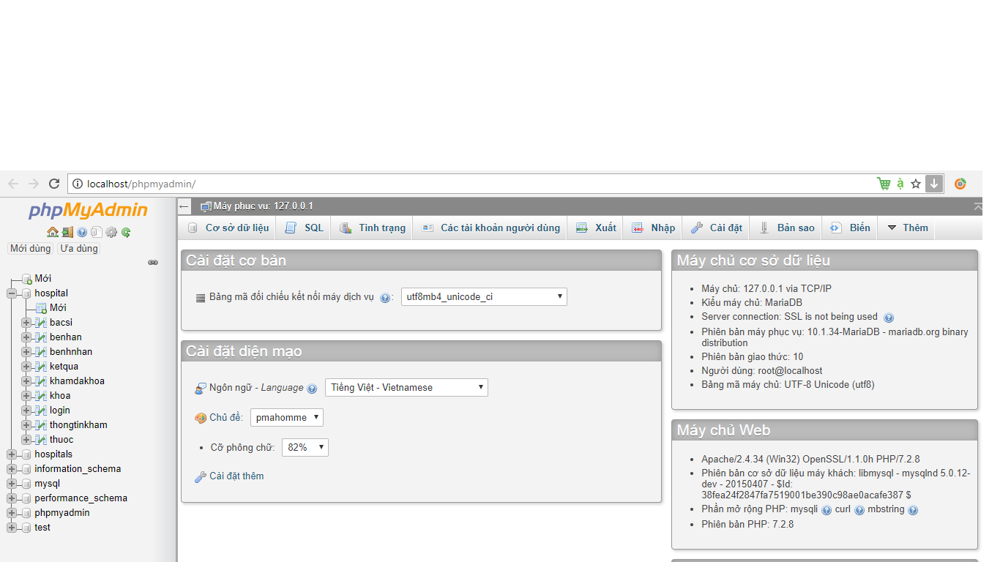 localhost/phpmyadmin/
phpMyAdmin
Mới dùng Ưa dùng
Mới
hospital
Mới
bacsi
benhan
benhnhan
ketqua
khamdakhoa
khoa
login
thongtinkham
thuoc
hospitals
information_schema
mysql
performance_schema
phpmyadmin
test
Máy phục vụ: 127.0.0.1
Cơ sở dữ liệu SQL Tình trạng Các tài khoản người dùng Xuất Nhập Cài đặt Bản sao Biến Thêm
Cài đặt cơ bản
Bảng mã đối chiếu kết nối máy dịch vụ : utf8mb4_unicode_ci
Cài đặt diện mạo
Ngôn ngữ - Language Tiếng Việt - Vietnamese
Chủ đề: pmahomme
Cỡ phông chữ: 82%
Cài đặt thêm
Máy chủ cơ sở dữ liệu
Máy chủ: 127.0.0.1 via TCP/IP
Kiểu máy chủ: MariaDB
Server connection: SSL is not being used
Phiên bản máy phục vụ: 10.1.34-MariaDB - mariadb.org binary
distribution
Phiên bản giao thức: 10
Người dùng: root@localhost
Bảng mã máy chủ: UTF-8 Unicode (utf8)
Máy chủ Web
Apache/2.4.34 (Win32) OpenSSL/1.1.0h PHP/7.2.8
Phiên bản cơ sở dữ liệu máy khách: libmysql - mysqlnd 5.0.12-
dev - 20150407 - $Id:
38fea24f2847fa7519001be390c98ae0acafe387 $
Phần mở rộng PHP: mysqli curl mbstring
Phiên bản PHP: 7.2.8